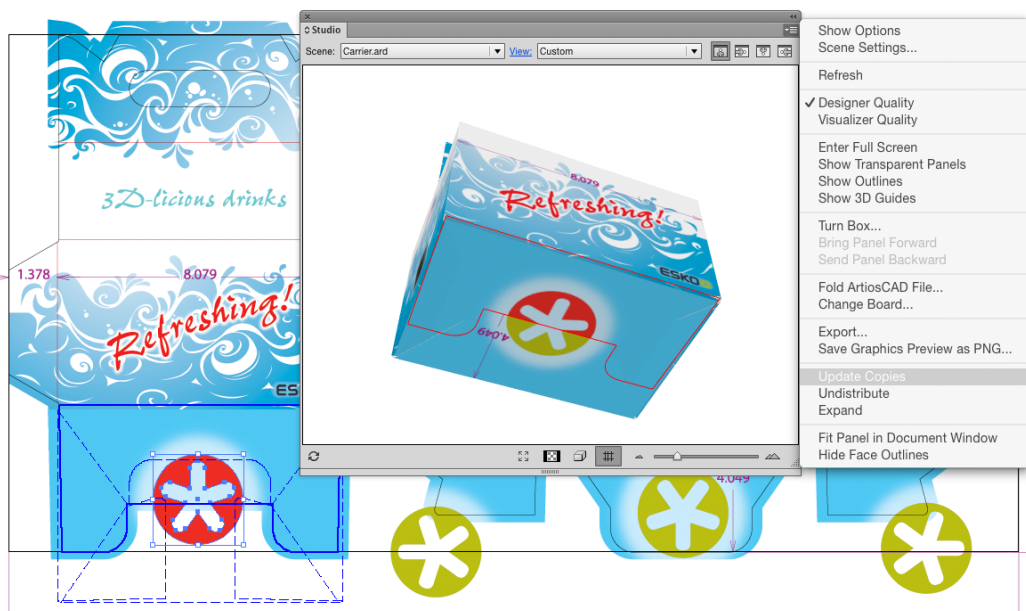 Studio
Scene:
Carrier.ard
View:
Custom
Show Options
Scene Settings...
Refresh
Designer Quality
Visualizer Quality
Enter Full Screen
Show Transparent Panels
Show Outlines
Show 3D Guides
Turn Box...
Bring Panel Forward
Send Panel Backward
Fold ArtiosCAD File...
Change Board...
Export...
Save Graphics Preview as PNG...
Update Copies
Undistribute
Expand
Fit Panel in Document Window
Hide Face Outlines
3D-licious drinks
1.378
8.079
Refreshing!
ES
8.079
Refreshing!
ESKO
4.049
4.049